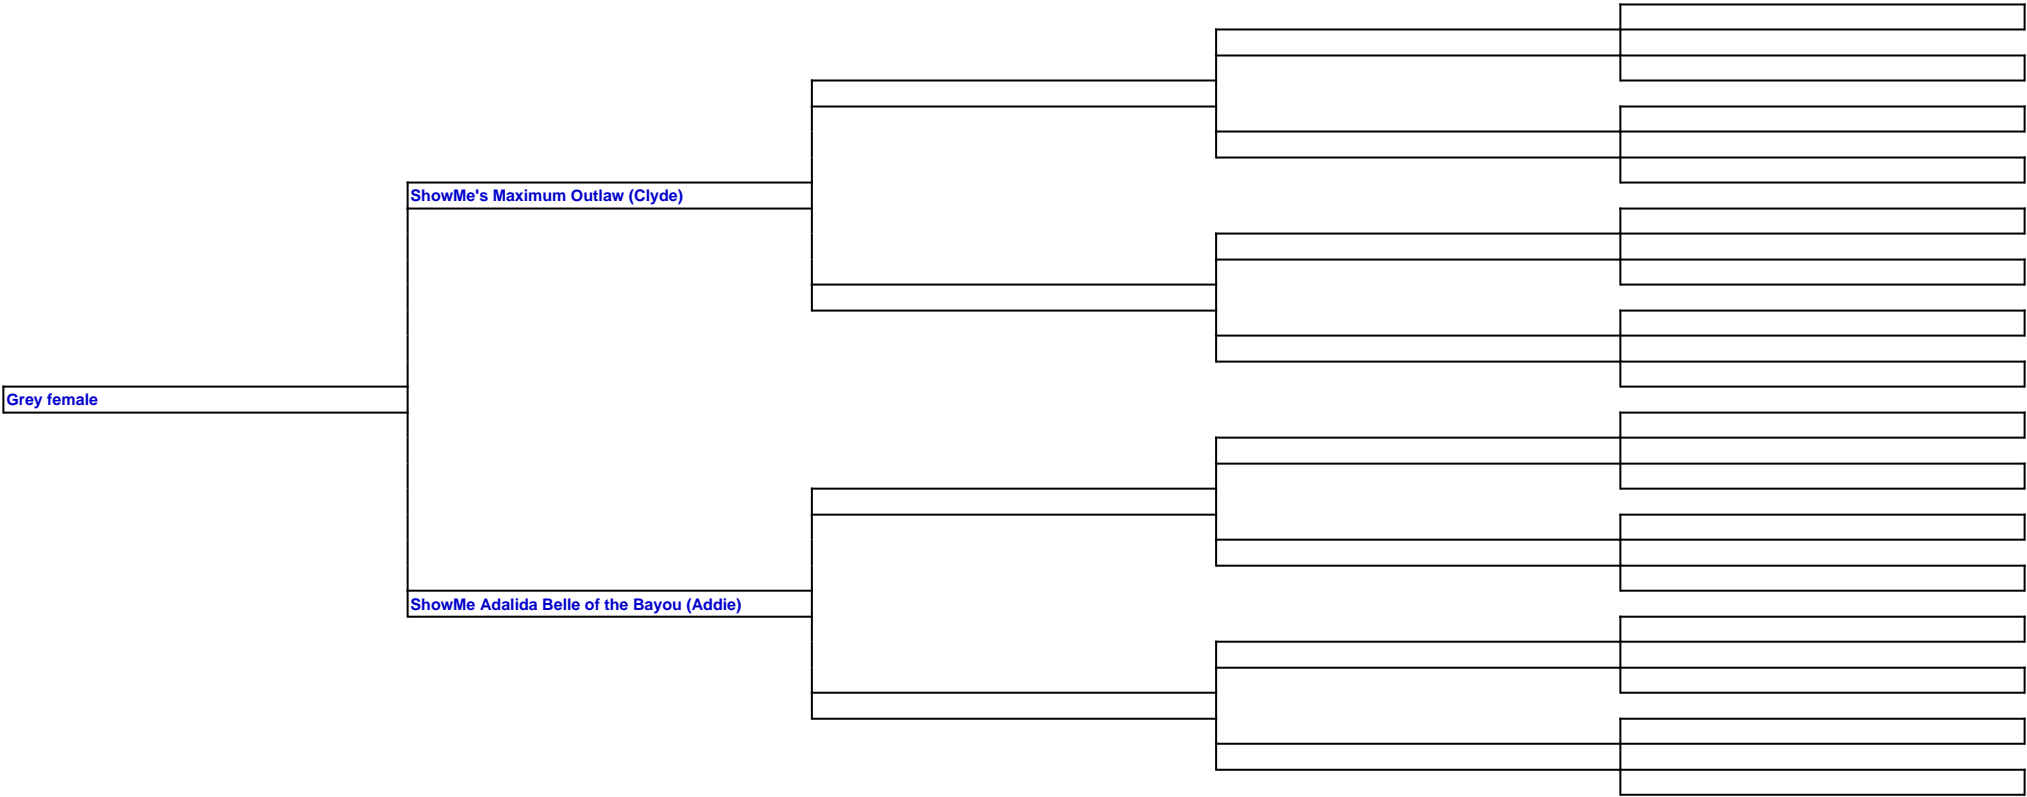 ShowMe's Maximum Outlaw (Clyde)
Grey female
ShowMe Adalida Belle of the Bayou (Addie)